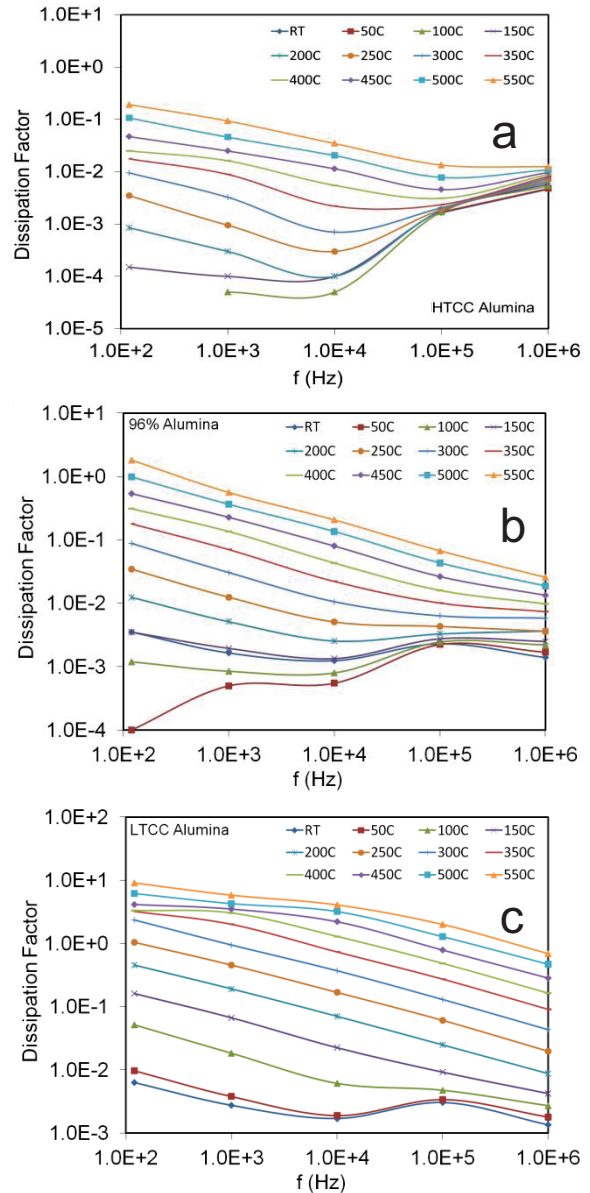 1.0E+1
1.0E+0
1.0E-1
1.0E-2
1.0E-3
1.0E-4
1.0E-5
Dissipation Factor
RT 50C 100C 150C
200C 250C 300C 350C
400C 450C 500C 550C
a
HTCC Alumina
1.0E+2 1.0E+3 1.0E+4 1.0E+5 1.0E+6
f (Hz)
1.0E+1
1.0E+0
1.0E-1
1.0E-2
1.0E-3
1.0E-4
Dissipation Factor
96% Alumina
RT 50C 100C 150C
200C 250C 300C 350C
400C 450C 500C 550C
b
1.0E+2 1.0E+3 1.0E+4 1.0E+5 1.0E+6
f (Hz)
1.0E+2
1.0E+1
1.0E+0
1.0E-1
1.0E-2
1.0E-3
Dissipation Factor
LTCC Alumina
RT 50C 100C 150C
200C 250C 300C 350C
400C 450C 500C 550C
c
1.0E+2 1.0E+3 1.0E+4 1.0E+5 1.0E+6
f (Hz)